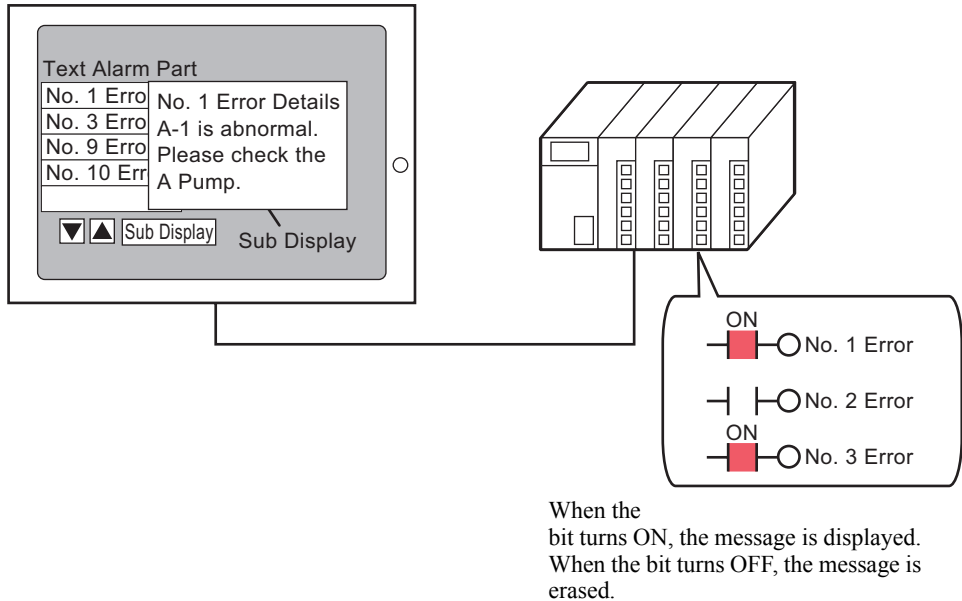 Text Alarm Part
No. 1 Erro
No. 3 Erro
No. 9 Erro
No. 10 Err
No. 1 Error Details
A-1 is abnormal.
Please check the
A Pump.
Sub Display
Sub Display
ON
No. 1 Error
No. 2 Error
ON
No. 3 Error
When the
bit turns ON, the message is displayed.
When the bit turns OFF, the message is
erased.